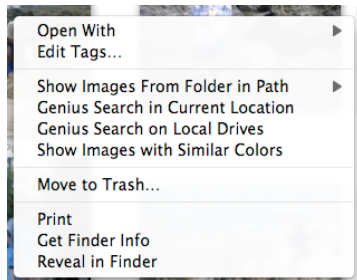 Open With
Edit Tags...
Show Images From Folder in Path
Genius Search in Current Location
Genius Search on Local Drives
Show Images with Similar Colors
Move to Trash...
Print
Get Finder Info
Reveal in Finder